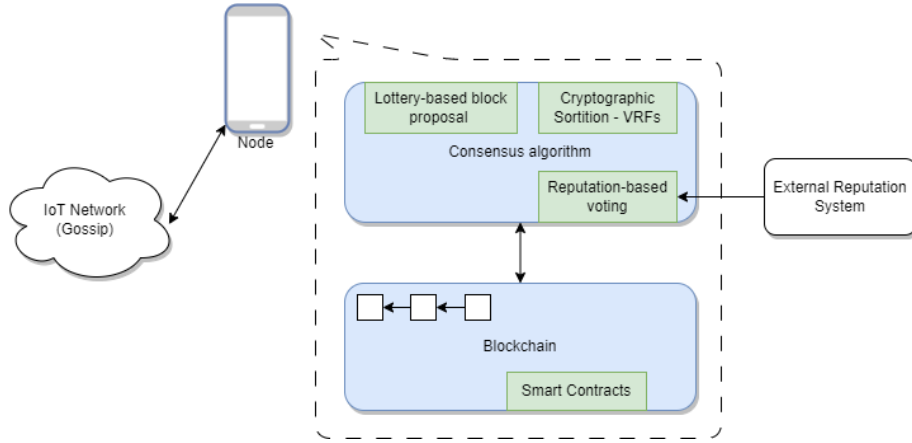 Node
IoT Network
(Gossip)
Lottery-based block
proposal
Cryptographic
Sortition - VRFs
Consensus algorithm
Reputation-based
voting
External Reputation
System
Blockchain
Smart Contracts